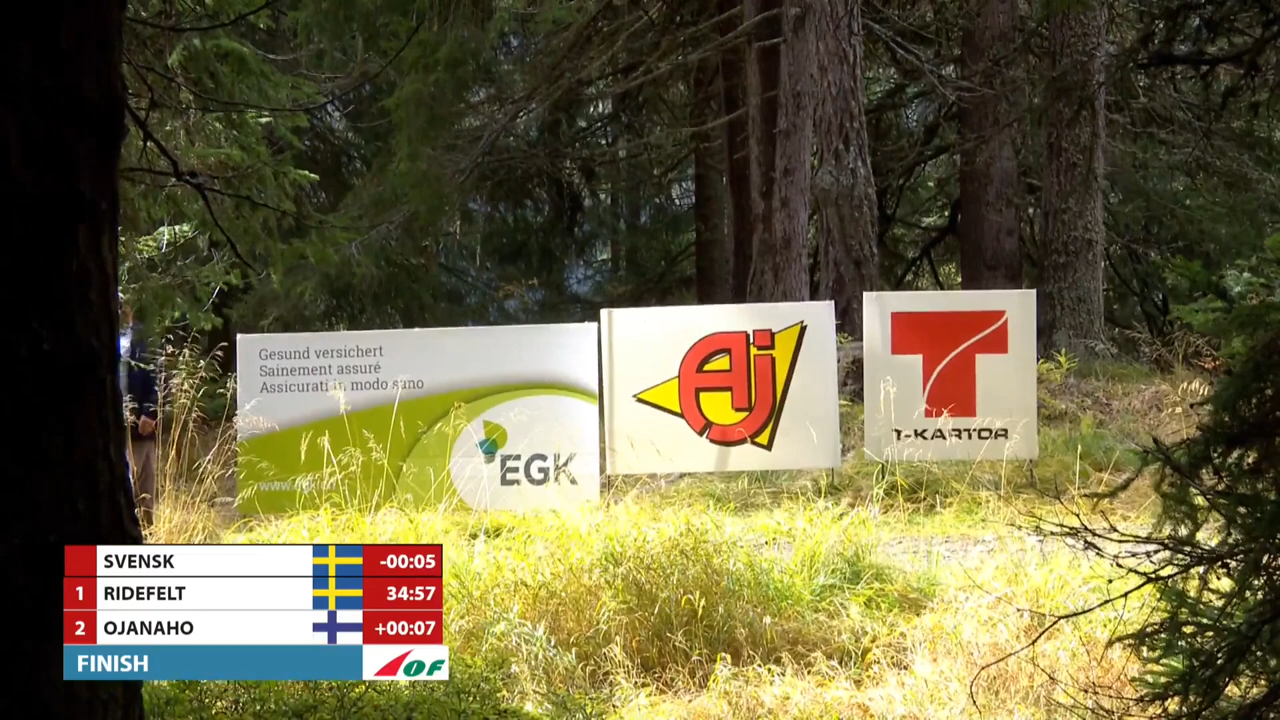 Gesund versichert
Sainement assuré
Assicurati in modo sano
EGK
Aj
T
T-KARTOR
SVENSK -00:05
1 RIDEFELT 34:57
2 OJANAHO +00:07
FINISH IOF